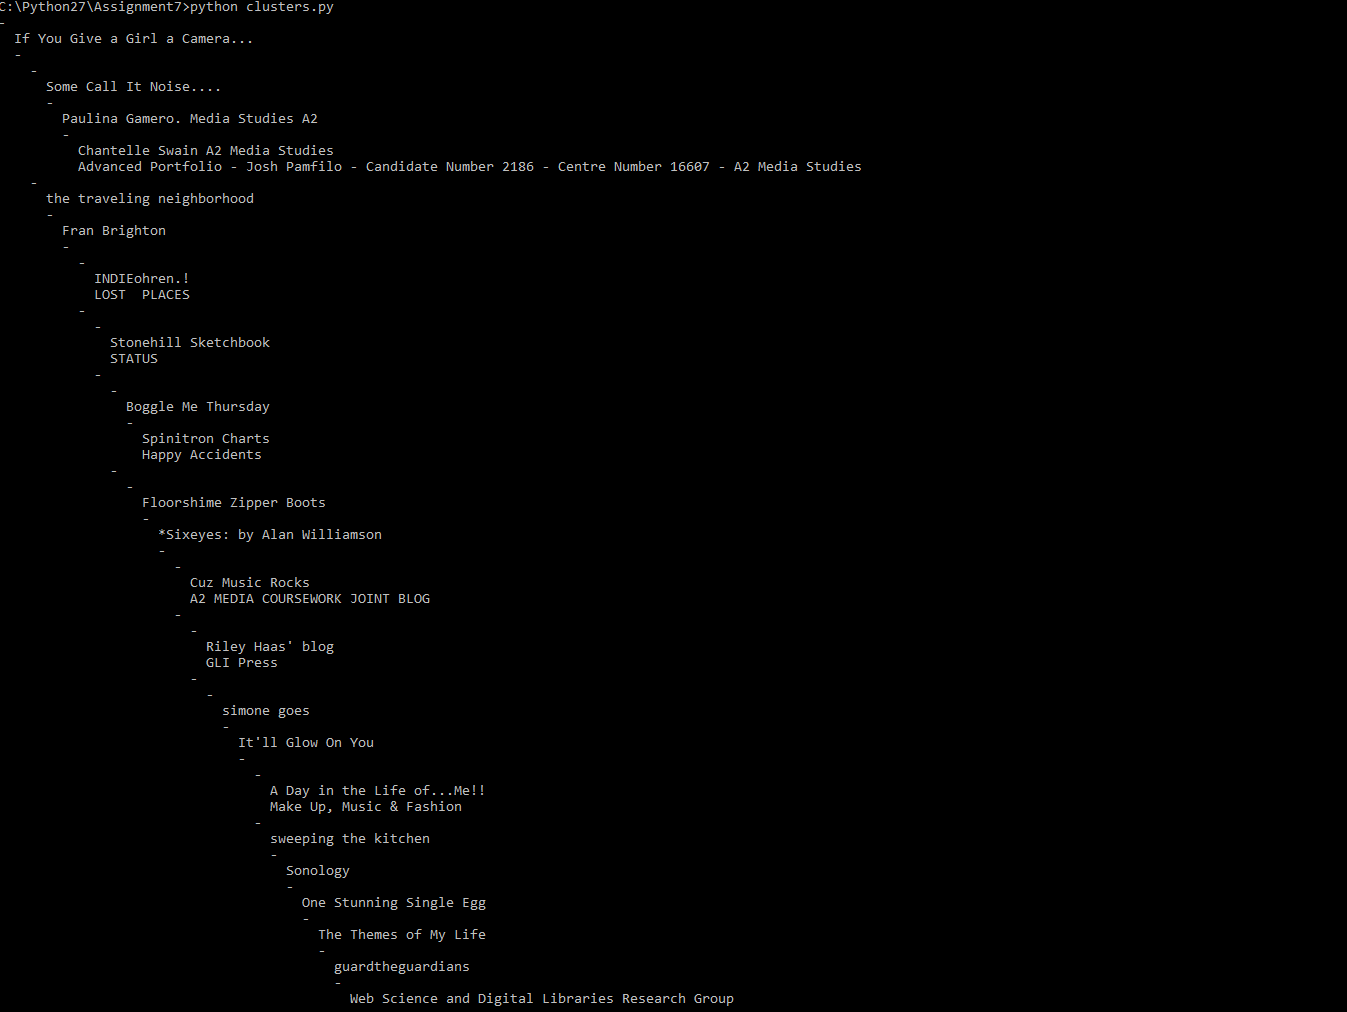 C:\Python27\Assignment7>python clusters.py
-
  If You Give a Girl a Camera...
  -
    -
      Some Call It Noise....
      -
        Paulina Gamero. Media Studies A2
        -
          Chantelle Swain A2 Media Studies
          Advanced Portfolio - Josh Pamfilo - Candidate Number 2186 - Centre Number 16607 - A2 Media Studies
    -
      the traveling neighborhood
      -
        Fran Brighton
        -
          -
            INDIEohren.!
            LOST  PLACES
          -
            -
              Stonehill Sketchbook
              STATUS
            -
              -
                Boggle Me Thursday
                -
                  Spinitron Charts
                  Happy Accidents
              -
                -
                  Floorshime Zipper Boots
                  -
                    *Sixeyes: by Alan Williamson
                    -
                      -
                        Cuz Music Rocks
                        A2 MEDIA COURSEWORK JOINT BLOG
                      -
                        -
                          Riley Haas' blog
                          GLI Press
                        -
                          -
                            simone goes
                            -
                              It'll Glow On You
                              -
                                -
                                  A Day in the Life of...Me!!
                                  Make Up, Music & Fashion
                                -
                                  sweeping the kitchen
                                  -
                                    Sonology
                                    -
                                      One Stunning Single Egg
                                      -
                                        The Themes of My Life
                                        -
                                          guardtheguardians
                                          -
                                            Web Science and Digital Libraries Research Group